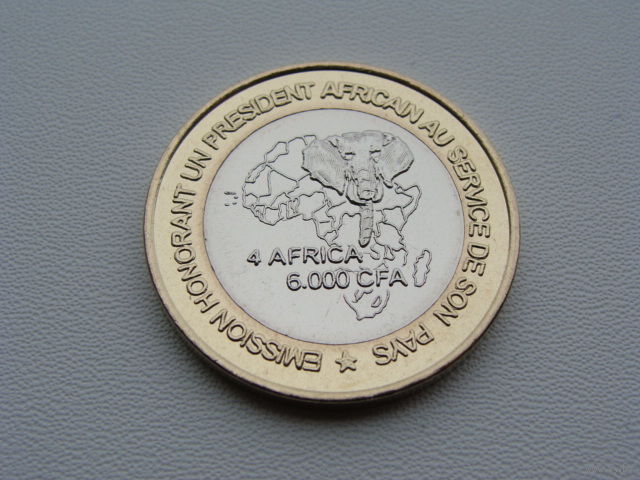 EMISSION HONORANT UN PRESIDENT AFRICAIN AU SERVICE DE SON PAYS
4 AFRICA
6.000 CFA